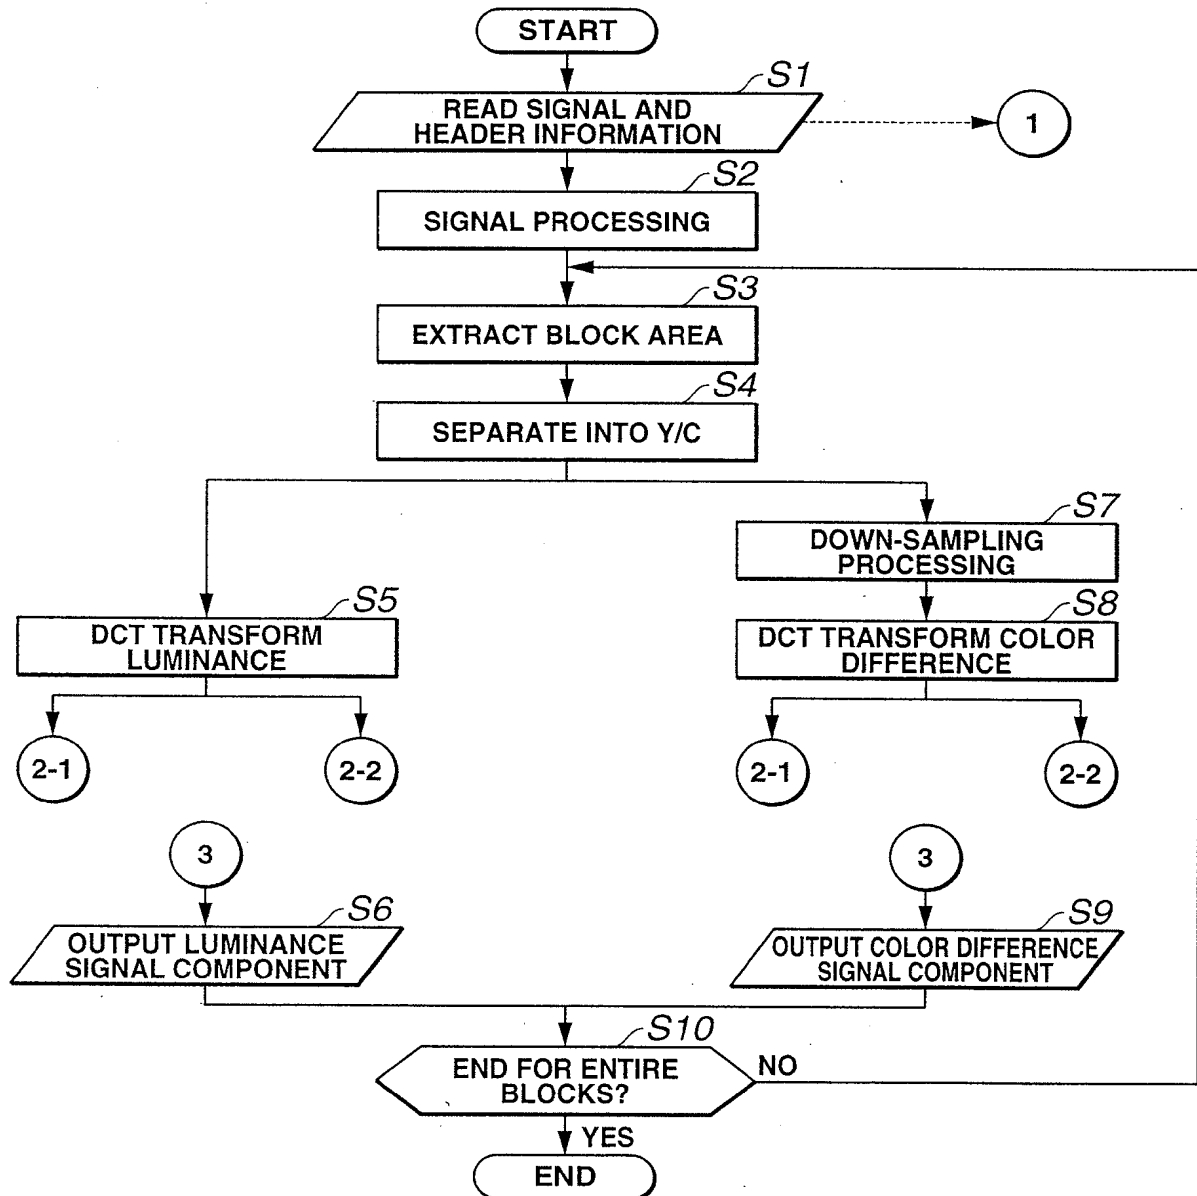 START
S1
READ SIGNAL AND
HEADER INFORMATION
1
S2
SIGNAL PROCESSING
S3
EXTRACT BLOCK AREA
S4
SEPARATE INTO Y/C
S7
DOWN-SAMPLING
PROCESSING
S5
DCT TRANSFORM
LUMINANCE
S8
DCT TRANSFORM COLOR
DIFFERENCE
2-1
2-2
2-1
2-2
3
3
S6
OUTPUT LUMINANCE
SIGNAL COMPONENT
S9
OUTPUT COLOR DIFFERENCE
SIGNAL COMPONENT
S10
END FOR ENTIRE
BLOCKS?
NO
YES
END